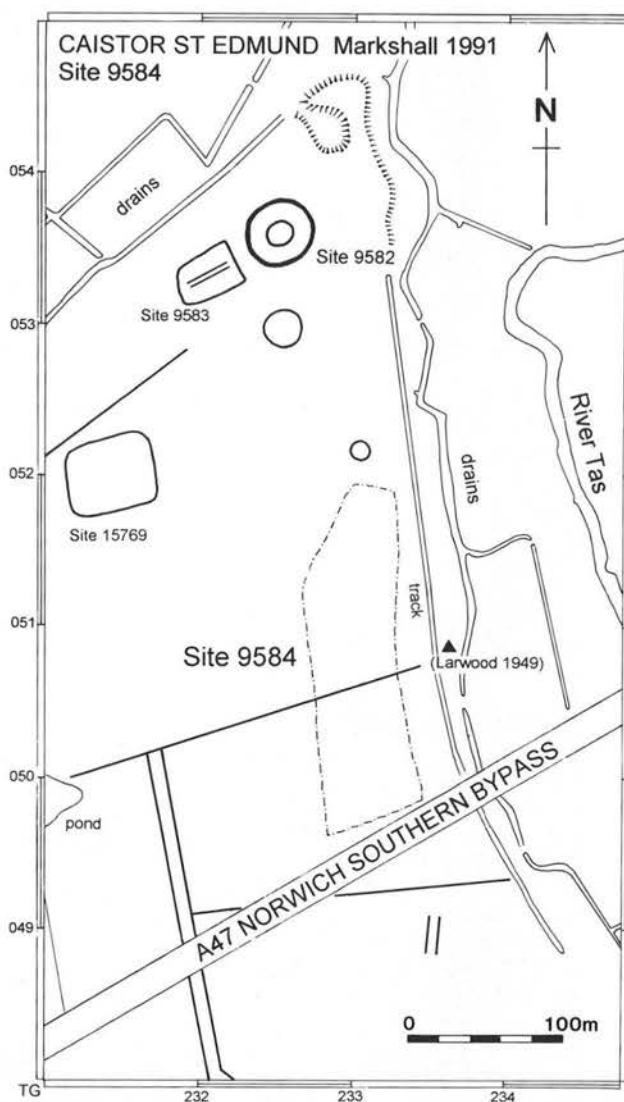 CAISTOR ST EDMUND Markshall 1991
Site 9584
N
054
drains
Site 9582
053
Site 9583
River Tas
052
drains
Site 15769
track
051
Site 9584
(Larwood 1949)
050
A47 NORWICH SOUTHERN BYPASS
pond
049
0 100m
TG
232 233 234